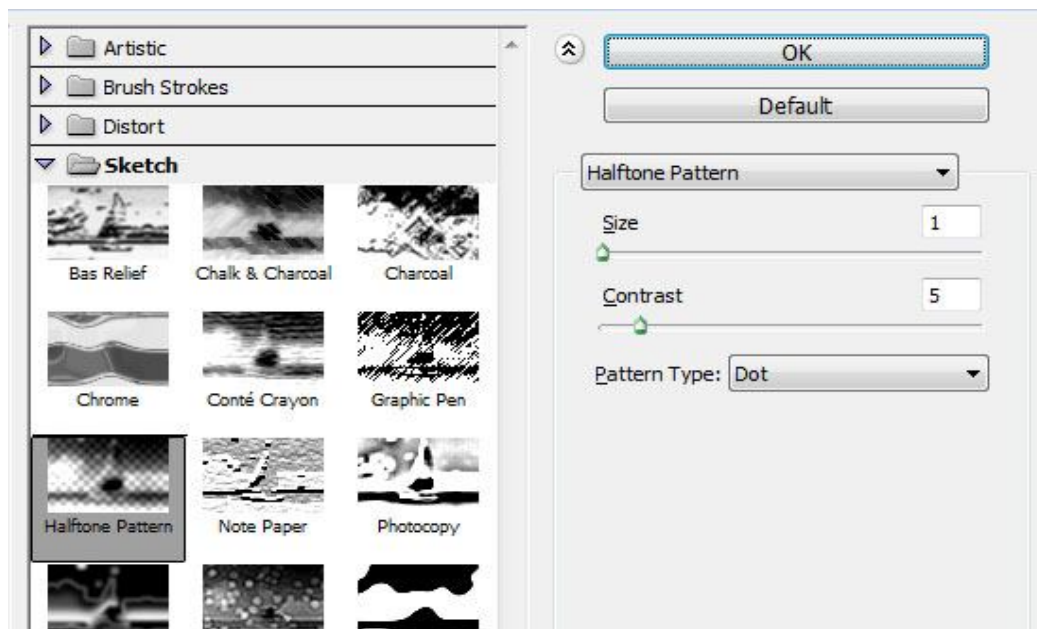 Artistic
Brush Strokes
Distort
Sketch
Bas Relief
Chalk & Charcoal
Charcoal
Chrome
Conté Crayon
Graphic Pen
Halftone Pattern
Note Paper
Photocopy
OK
Default
Halftone Pattern
Size 1
Contrast 5
Pattern Type: Dot